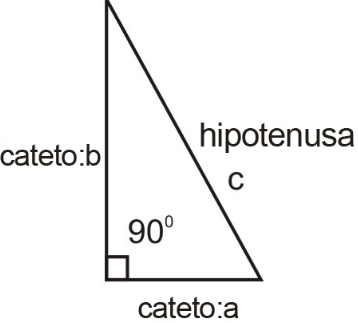 hipotenusa
c
cateto:b
90⁰
cateto:a